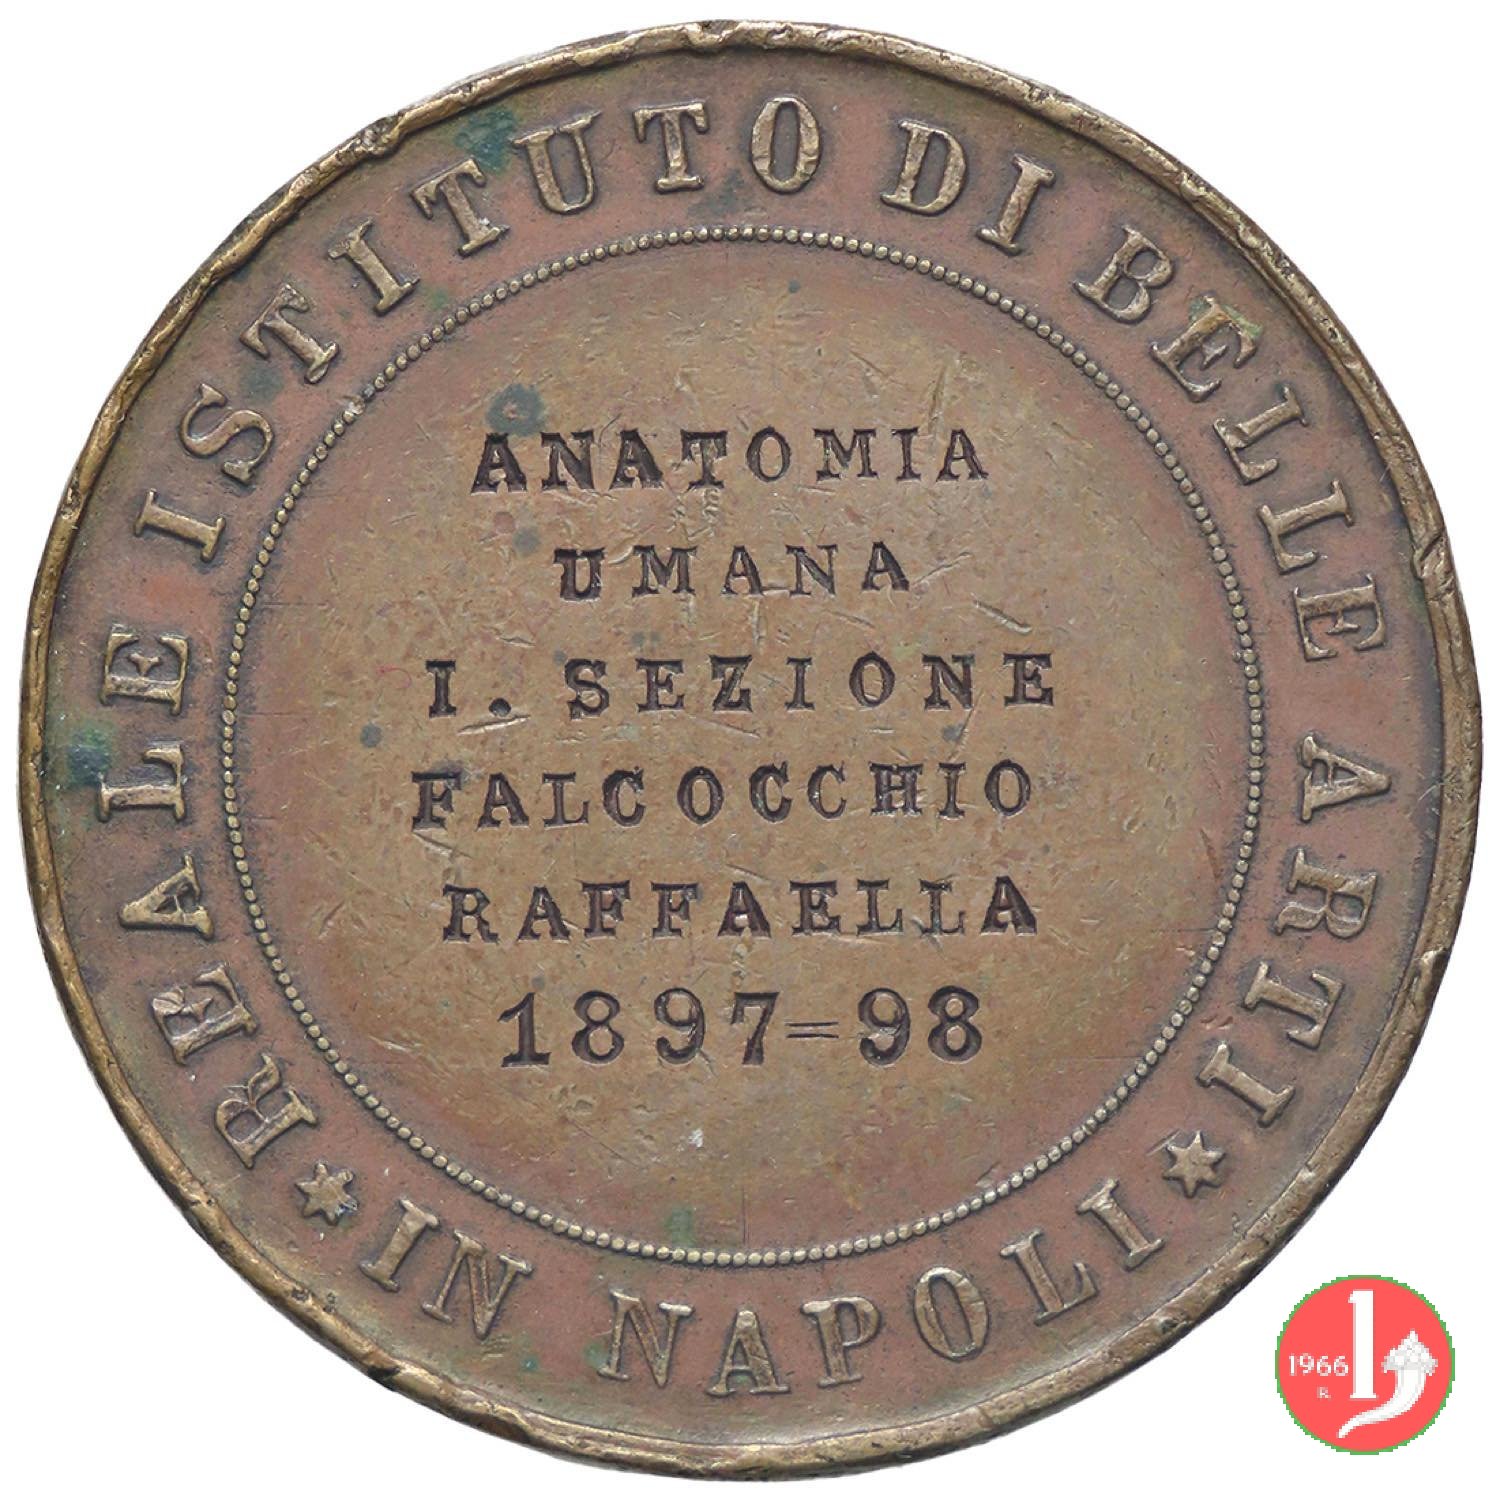 REALE ISTITUTO DI BELLE ARTI
* IN NAPOLI *
ANATOMIA
UMANA
I. SEZIONE
FALCOCCHIO
RAFFAELLA
1897=98
1966
R